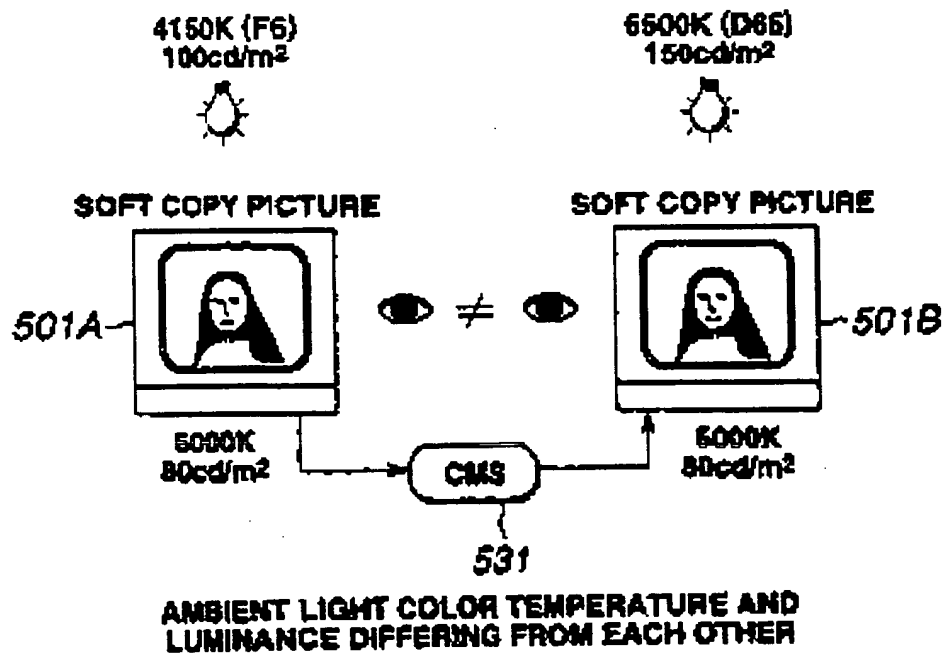 4150K (F6)
100cd/m²
6500K (D65)
150cd/m²
SOFT COPY PICTURE
SOFT COPY PICTURE
501A
≠
501B
5000K
80cd/m²
5000K
80cd/m²
CMS
531
AMBIENT LIGHT COLOR TEMPERATURE AND
LUMINANCE DIFFERING FROM EACH OTHER